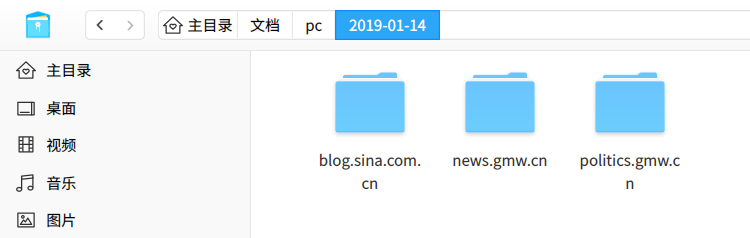 主目录 文档 pc 2019-01-14
主目录
桌面
视频
音乐
图片
blog.sina.com.
cn
news.gmw.cn
politics.gmw.c
n